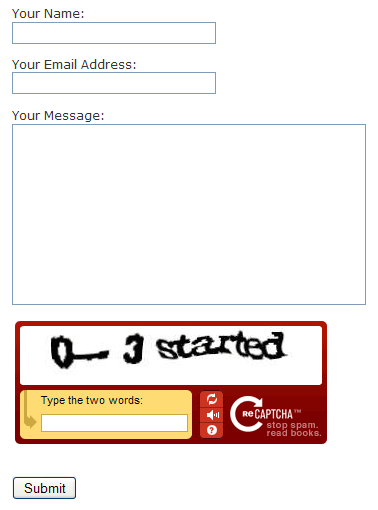 Your Name:
Your Email Address:
Your Message:
0— 3 started
Type the two words:
reCAPTCHA™
stop spam.
read books.
Submit